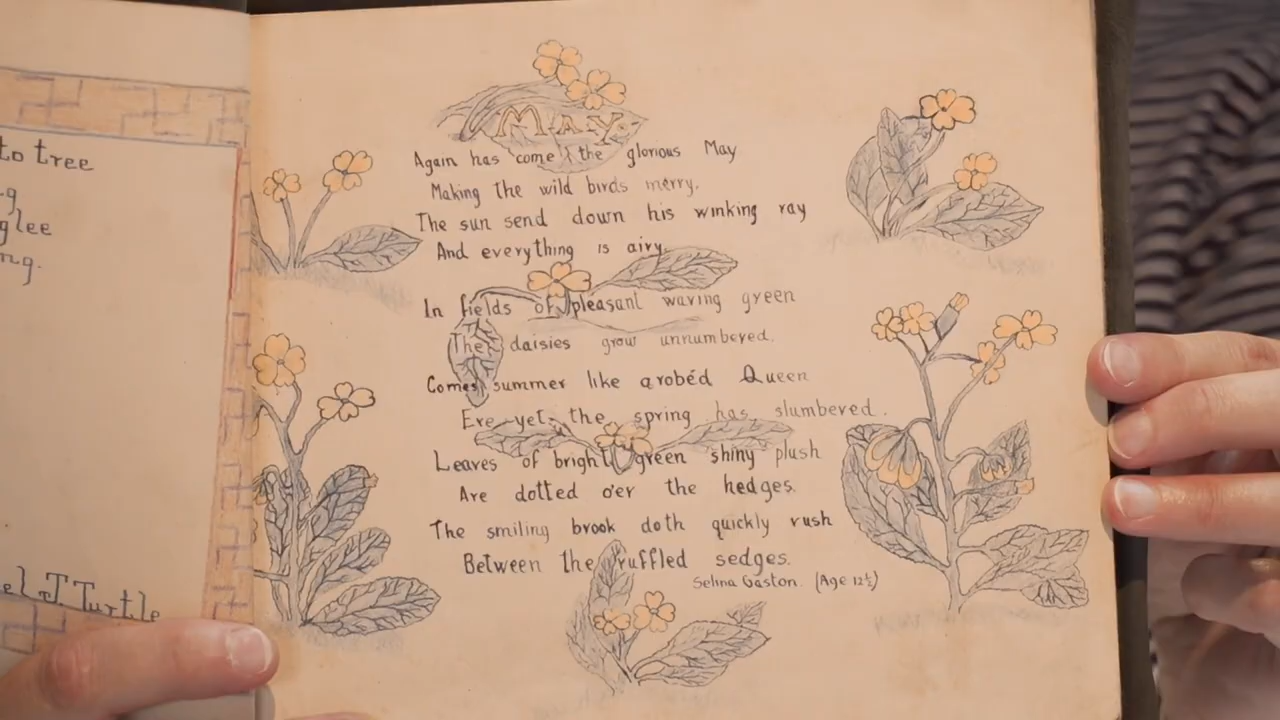 to tree
glee
Turtle
MAY
Again has come the glorious May
Making the wild birds merry.
The sun send down his winking ray
And everything is airy.
In fields of pleasant waving green
The daisies grow unnumbered.
Comes summer like a robéd Queen
Ere yet the spring has slumbered.
Leaves of bright green shiny plush
Are dotted o'er the hedges.
The smiling brook doth quickly rush
Between the ruffled sedges.
Selina Gaston. (Age 12½)